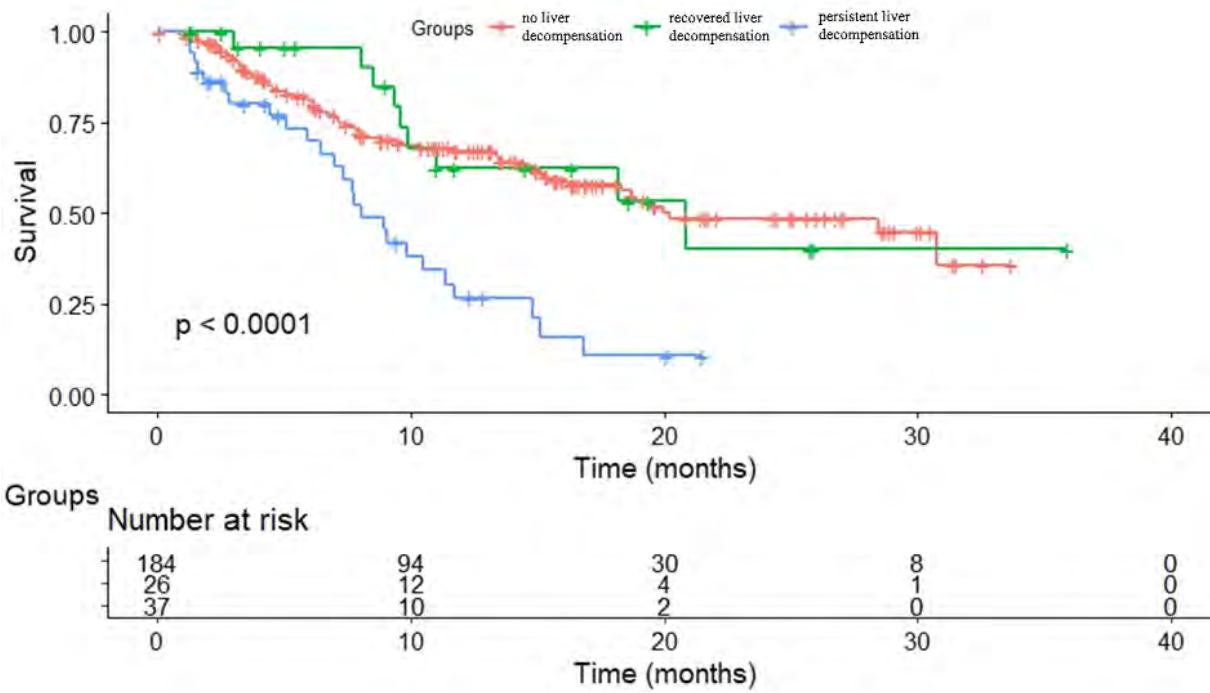 Groups no liver decompensation recovered liver decompensation persistent liver decompensation
1.00
0.75
0.50
0.25
0.00
Survival
p < 0.0001
0 10 20 30 40
Time (months)
Groups
Number at risk
184 94 30 8 0
26 12 4 1 0
37 10 2 0 0
0 10 20 30 40
Time (months)